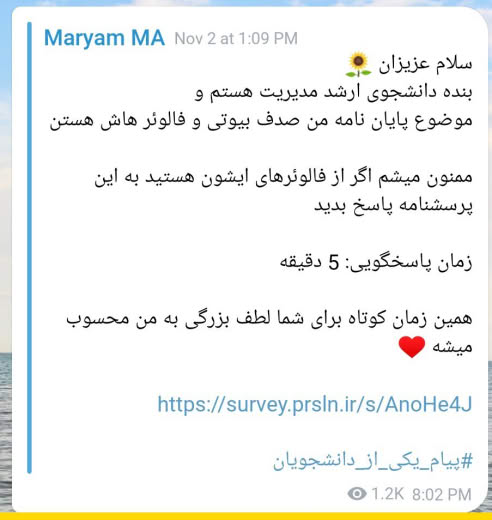 Maryam MA Nov 2 at 1:09 PM
سلام عزیزان 🌻
بنده دانشجوی ارشد مدیریت هستم و
موضوع پایان نامه من صدف بیوتی و فالوئر هاش هستن
ممنون میشم اگر از فالوئرهای ایشون هستید به این
پرسشنامه پاسخ بدید
زمان پاسخگویی: 5 دقیقه
همین زمان کوتاه برای شما لطف بزرگی به من محسوب
میشه ❤️
https://survey.prsln.ir/s/AnoHe4J
#پیام_یکی_از_دانشجویان
1.2K 8:02 PM